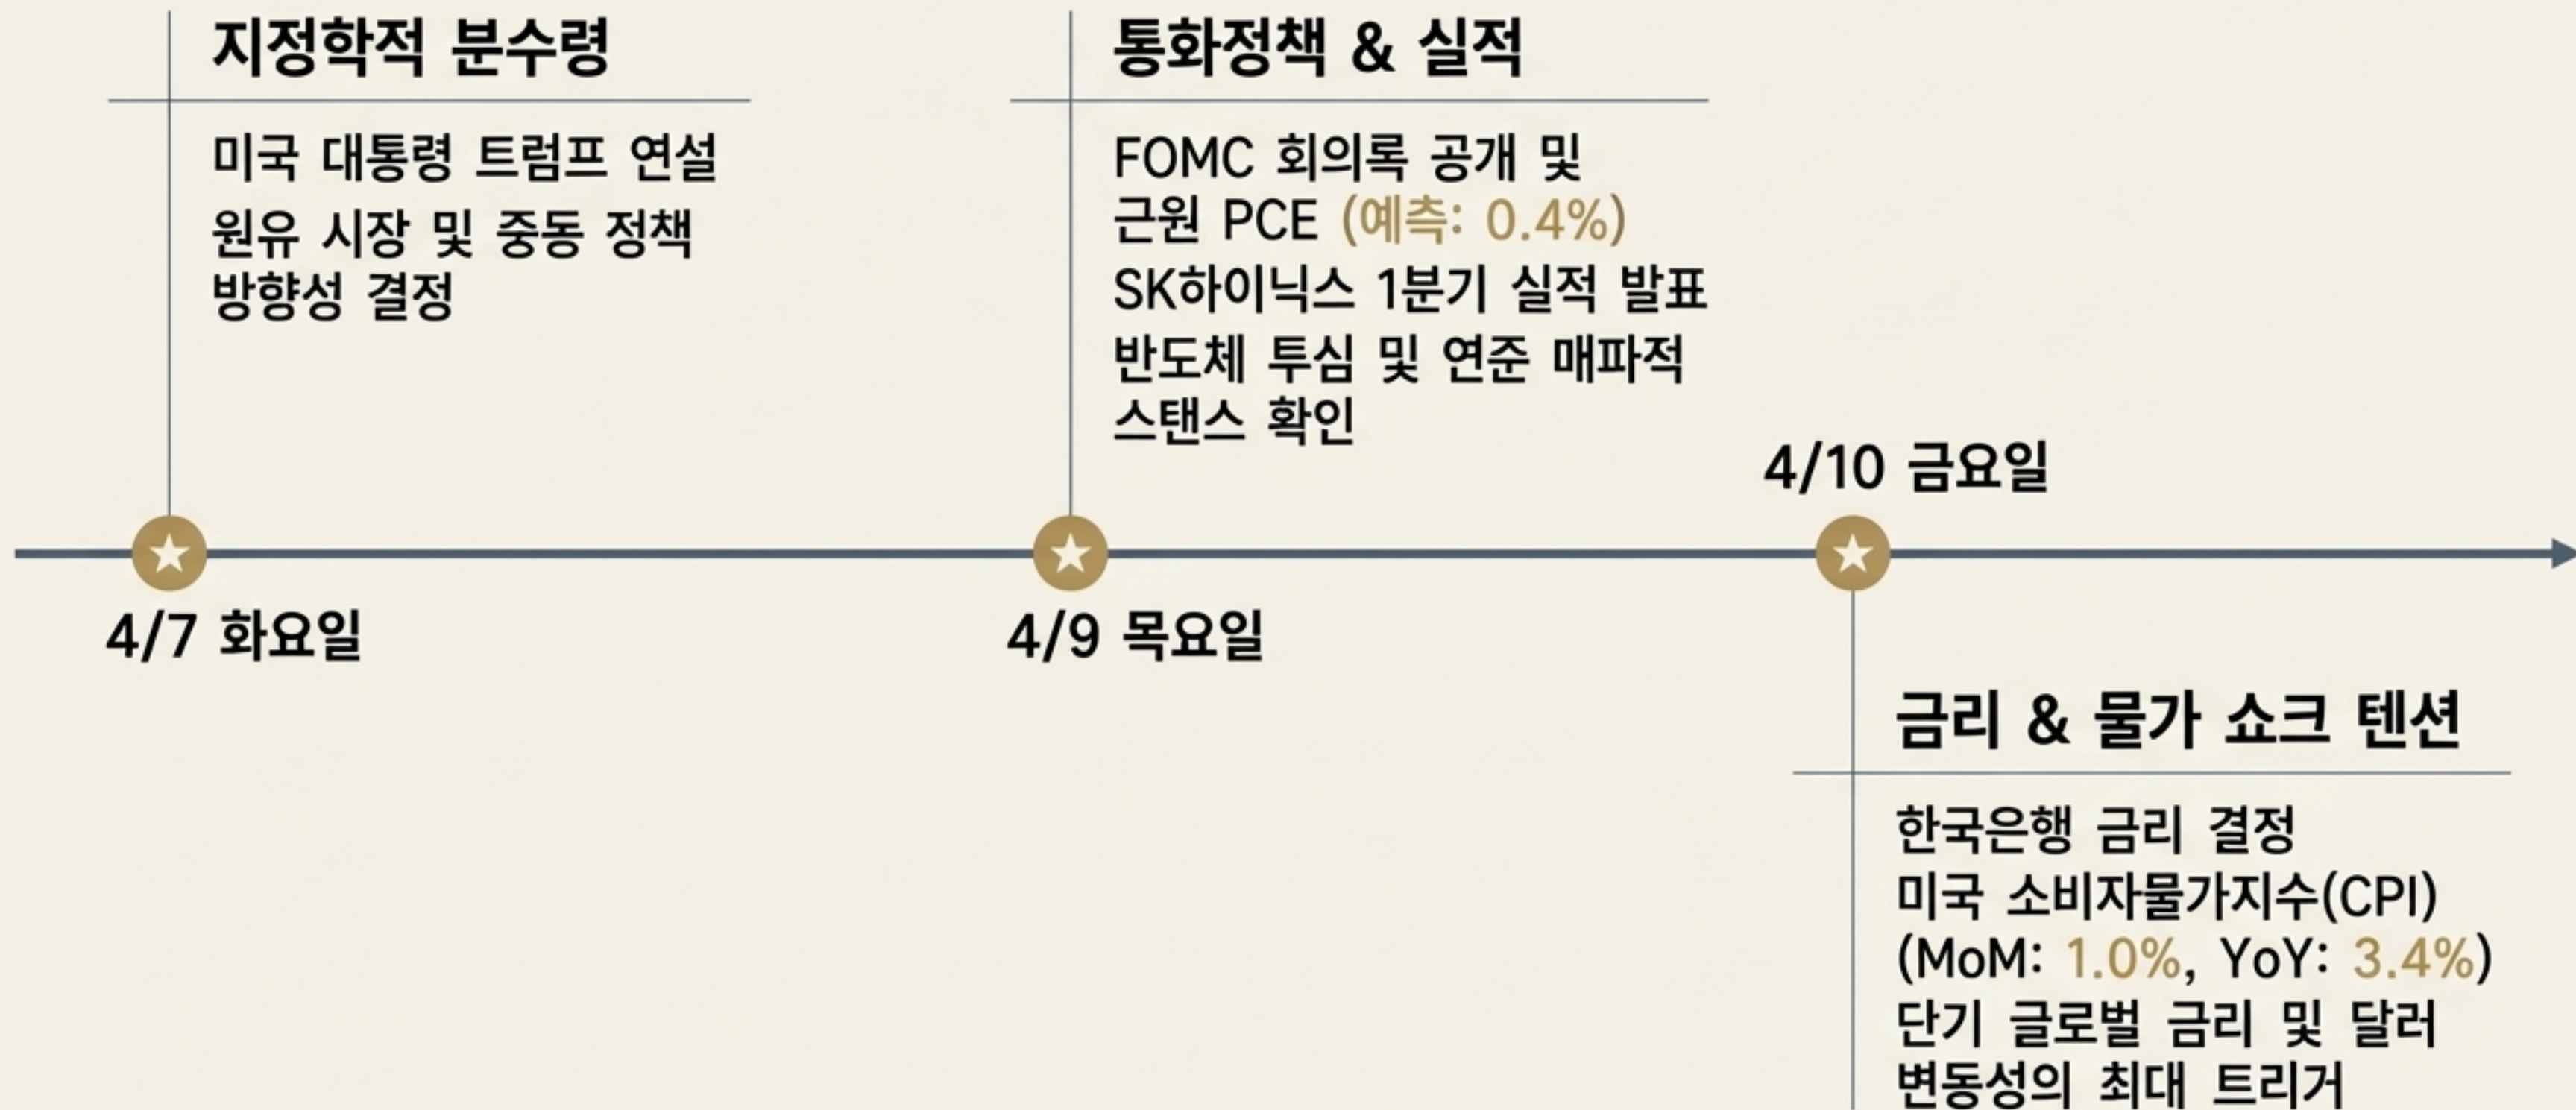 지정학적 분수령
미국 대통령 트럼프 연설
원유 시장 및 중동 정책
방향성 결정
4/7 화요일
통화정책 & 실적
FOMC 회의록 공개 및
근원 PCE (예측: 0.4%)
SK하이닉스 1분기 실적 발표
반도체 투심 및 연준 매파적
스탠스 확인
4/9 목요일
4/10 금요일
금리 & 물가 쇼크 텐션
한국은행 금리 결정
미국 소비자물가지수(CPI)
(MoM: 1.0%, YoY: 3.4%)
단기 글로벌 금리 및 달러
변동성의 최대 트리거